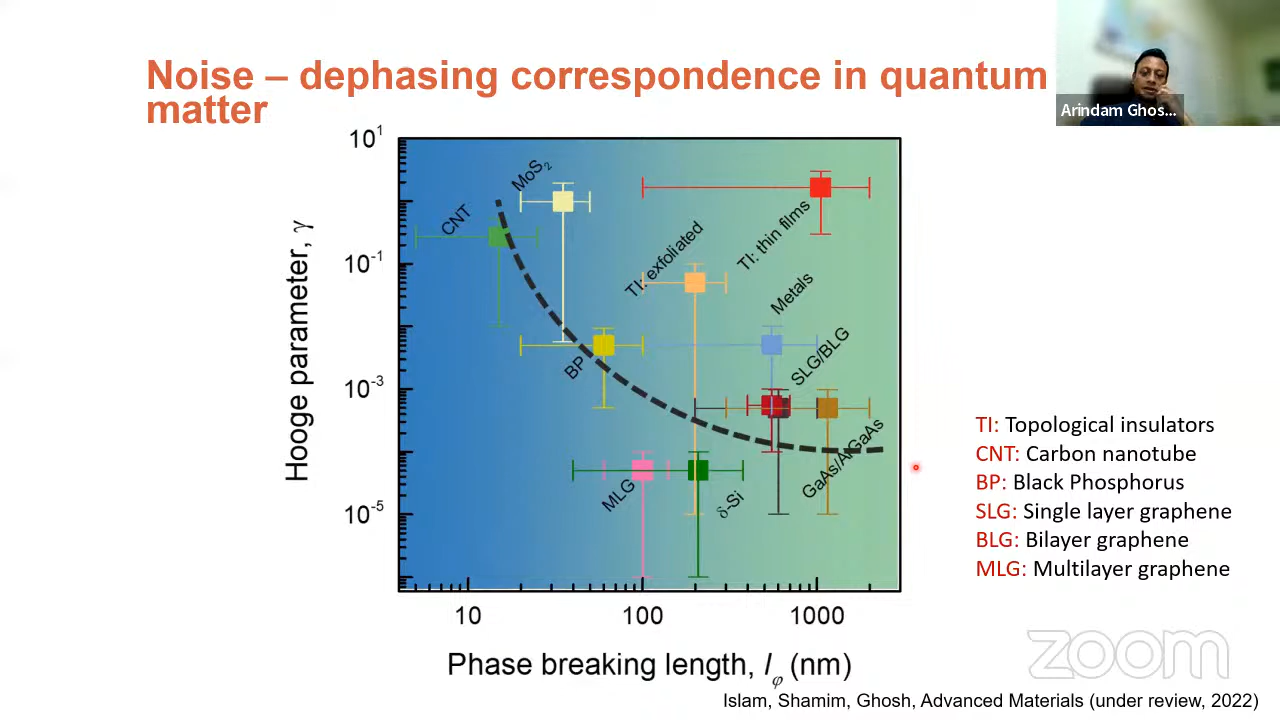 Noise – dephasing correspondence in quantum
matter
Arindam Ghos...
10¹
10⁻¹
10⁻³
10⁻⁵
Hooge parameter, γ
CNT
MoS₂
TI: exfoliated
TI: thin films
Metals
SLG/BLG
BP
MLG
δ-Si
GaAs/AlGaAs
10
100
1000
Phase breaking length, lᵩ (nm)
TI: Topological insulators
CNT: Carbon nanotube
BP: Black Phosphorus
SLG: Single layer graphene
BLG: Bilayer graphene
MLG: Multilayer graphene
zoom
Islam, Shamim, Ghosh, Advanced Materials (under review, 2022)